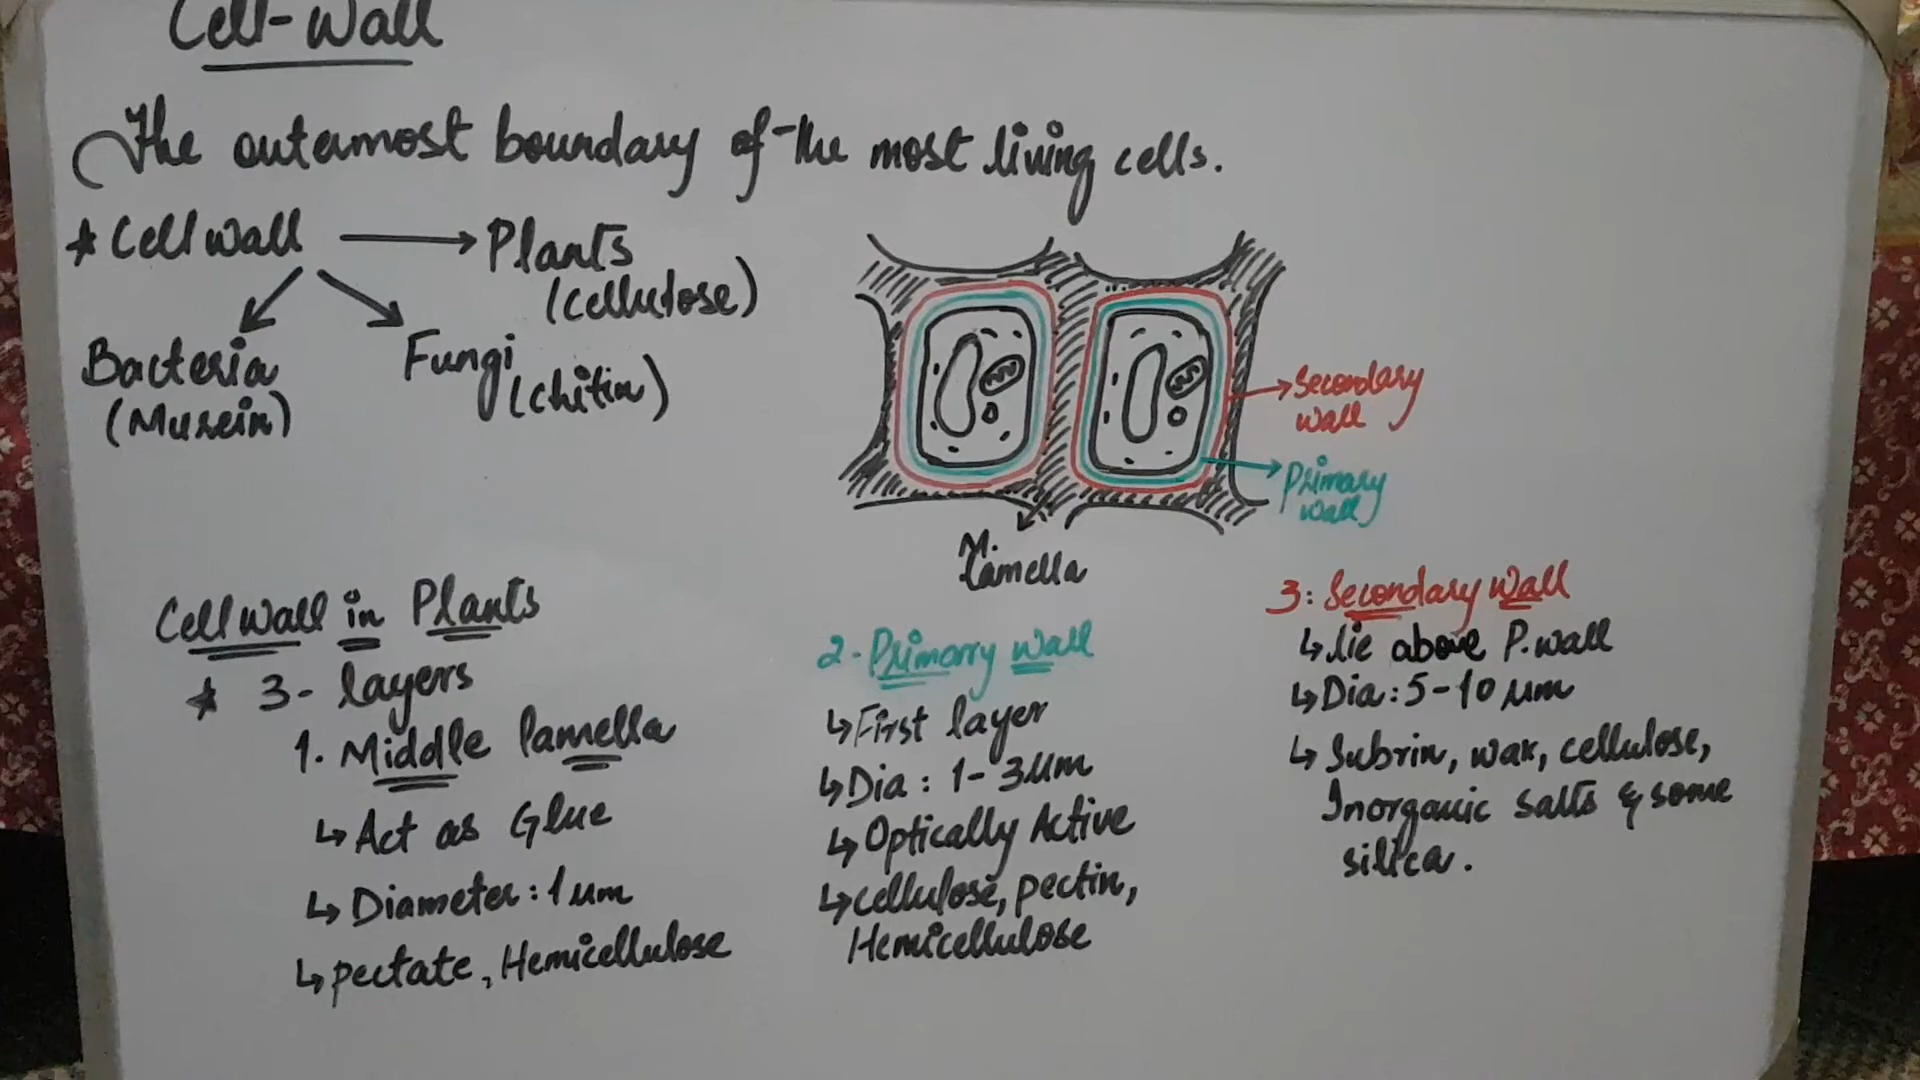 Cell-Wall
The outermost boundary of the most living cells.
* Cell wall → Plants
(cellulose)
Bacteria
(Murein)
Fungi
(chitin)
Secondary
wall
Primary
wall
M.
Lamella
Cell wall in Plants
* 3- layers
1. Middle lamella
↳ Act as Glue
↳ Diameter: 1 um
↳ pectate, Hemicellulose
2- Primary wall
↳ First layer
↳ Dia: 1-3 um
↳ Optically Active
↳ cellulose, pectin,
Hemicellulose
3: Secondary Wall
↳ lie above P. wall
↳ Dia: 5-10 µm
↳ Subrin, wax, cellulose,
Inorganic salts & some
silica.